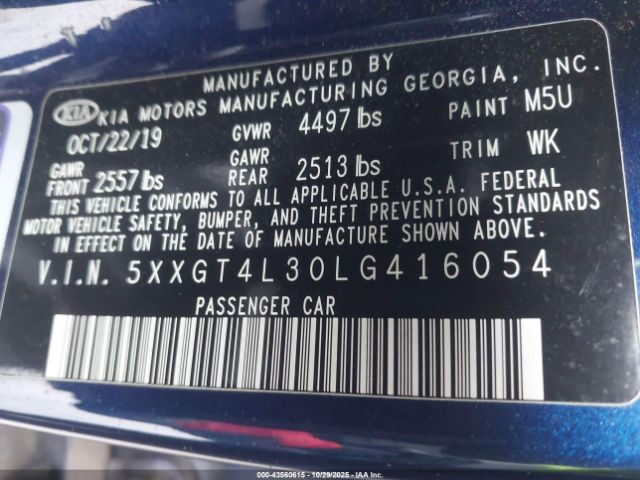 MANUFACTURED BY
KIA KIA MOTORS MANUFACTURING GEORGIA, INC.
OCT/22/19 GVWR 4497 lbs PAINT M5U
GAWR FRONT 2557 lbs GAWR REAR 2513 lbs TRIM WK
THIS VEHICLE CONFORMS TO ALL APPLICABLE U.S.A. FEDERAL
MOTOR VEHICLE SAFETY, BUMPER, AND THEFT PREVENTION STANDARDS
IN EFFECT ON THE DATE OF MANUFACTURE SHOWN ABOVE.
V.I.N. 5XXGT4L30LG416054
PASSENGER CAR
000-43560615 - 10/29/2025 - IAAI.COM